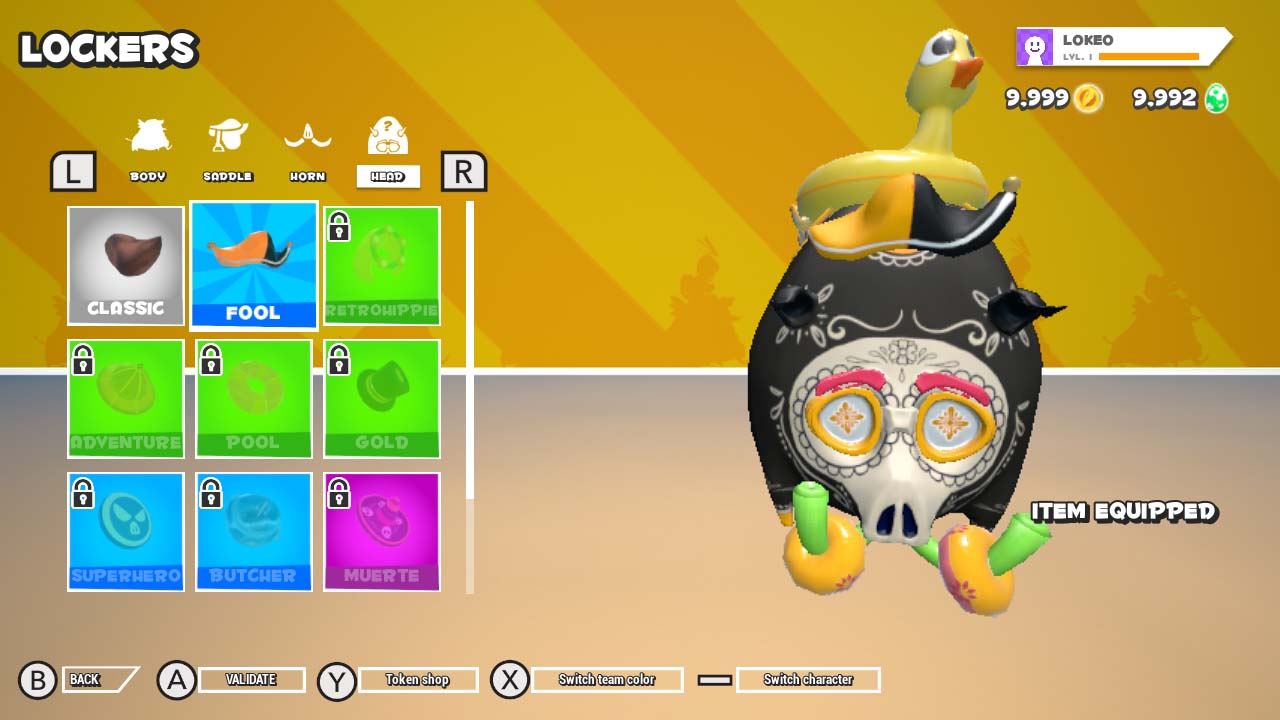 LOCKERS
LOKEO
LVL. 1
9,999
9,992
L
R
BODY
SADDLE
HORN
HEAD
?
CLASSIC
FOOL
RETROHIPPIE
ADVENTURE
POOL
GOLD
SUPERHERO
BUTCHER
MUERTE
ITEM EQUIPPED
B BACK
A VALIDATE
Y Token shop
X Switch team color
Switch character